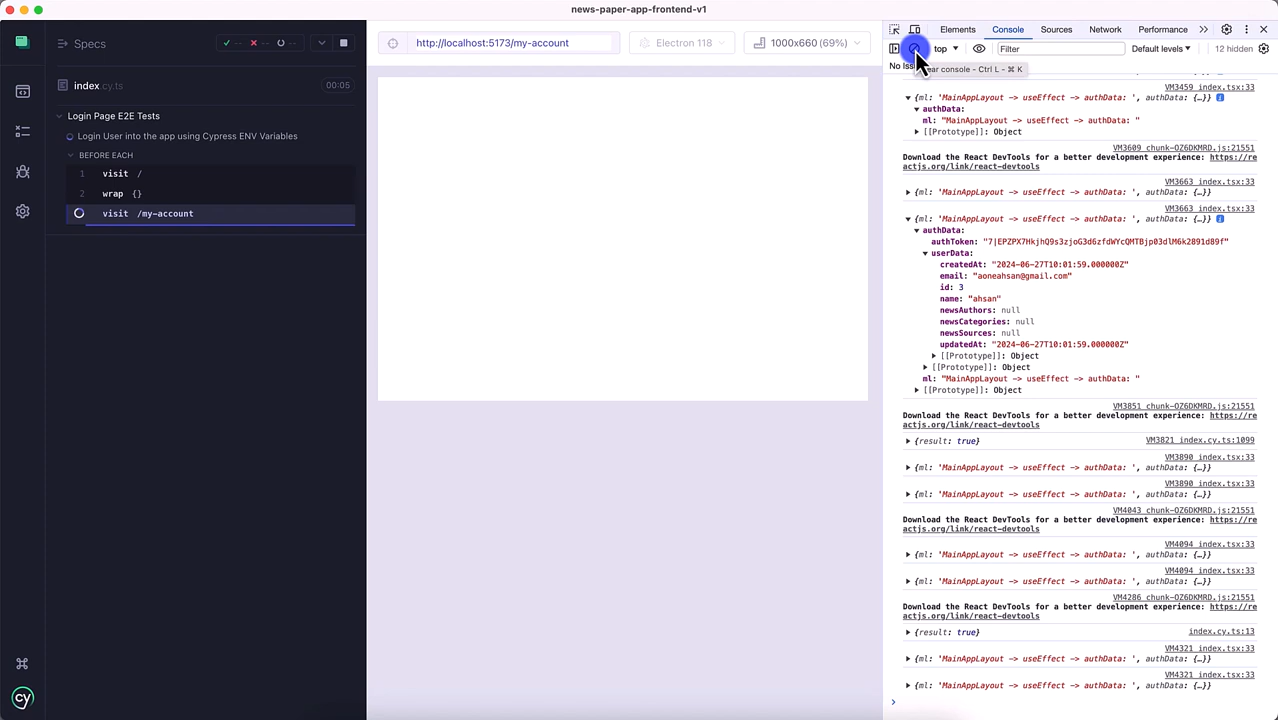 news-paper-app-frontend-v1
Specs
-- -- --
index.cy.ts 00:05
Login Page E2E Tests
Login User into the app using Cypress ENV Variables
BEFORE EACH
1 visit /
2 wrap {}
visit /my-account
cy
http://localhost:5173/my-account
Electron 118
1000x660 (69%)
Elements Console Sources Network Performance
top Filter Default levels 12 hidden
No
ear console - Ctrl L - ⌘ K
VM3459 index.tsx:33
{ml: 'MainAppLayout -> useEffect -> authData: ', authData: {…}}
authData:
ml: "MainAppLayout -> useEffect -> authData: "
[[Prototype]]: Object
VM3609 chunk-OZ6DKMRD.js:21551
Download the React DevTools for a better development experience: https://re
actjs.org/link/react-devtools
VM3663 index.tsx:33
{ml: 'MainAppLayout -> useEffect -> authData: ', authData: {…}}
VM3663 index.tsx:33
{ml: 'MainAppLayout -> useEffect -> authData: ', authData: {…}}
authData:
authToken: "7|EPZPX7HkjhQ9s3zjoG3d6zfdWYcQMTBjp03dlM6k2891d89f"
userData:
createdAt: "2024-06-27T10:01:59.000000Z"
email: "aoneahsan@gmail.com"
id: 3
name: "ahsan"
newsAuthors: null
newsCategories: null
newsSources: null
updatedAt: "2024-06-27T10:01:59.000000Z"
[[Prototype]]: Object
[[Prototype]]: Object
ml: "MainAppLayout -> useEffect -> authData: "
[[Prototype]]: Object
VM3851 chunk-OZ6DKMRD.js:21551
Download the React DevTools for a better development experience: https://re
actjs.org/link/react-devtools
{result: true} VM3821 index.cy.ts:1099
VM3890 index.tsx:33
{ml: 'MainAppLayout -> useEffect -> authData: ', authData: {…}}
VM3890 index.tsx:33
{ml: 'MainAppLayout -> useEffect -> authData: ', authData: {…}}
VM4043 chunk-OZ6DKMRD.js:21551
Download the React DevTools for a better development experience: https://re
actjs.org/link/react-devtools
VM4094 index.tsx:33
{ml: 'MainAppLayout -> useEffect -> authData: ', authData: {…}}
VM4094 index.tsx:33
{ml: 'MainAppLayout -> useEffect -> authData: ', authData: {…}}
VM4286 chunk-OZ6DKMRD.js:21551
Download the React DevTools for a better development experience: https://re
actjs.org/link/react-devtools
{result: true} index.cy.ts:13
VM4321 index.tsx:33
{ml: 'MainAppLayout -> useEffect -> authData: ', authData: {…}}
VM4321 index.tsx:33
{ml: 'MainAppLayout -> useEffect -> authData: ', authData: {…}}